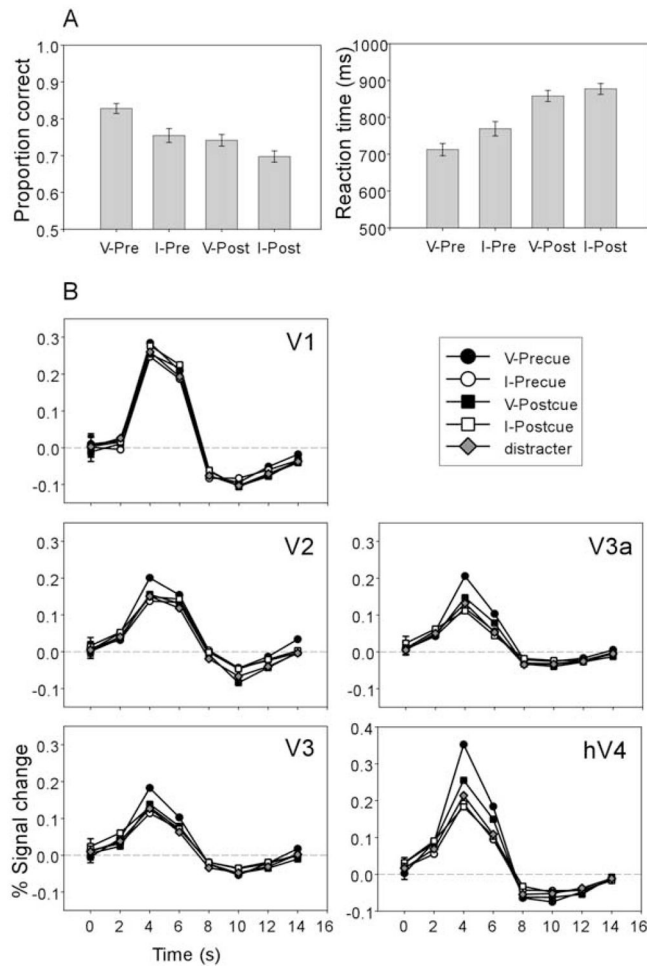 A
Proportion correct
1.0
0.9
0.8
0.7
0.6
0.5
V-Pre I-Pre V-Post I-Post
Reaction time (ms)
1000
900
800
700
600
500
V-Pre I-Pre V-Post I-Post
B
V1
0.3
0.2
0.1
0.0
-0.1
V-Precue
I-Precue
V-Postcue
I-Postcue
distracter
V2
0.3
0.2
0.1
0.0
-0.1
V3a
0.3
0.2
0.1
0.0
-0.1
V3
0.3
0.2
0.1
0.0
-0.1
% Signal change
0 2 4 6 8 10 12 14 16
Time (s)
hV4
0.4
0.3
0.2
0.1
0.0
-0.1
0 2 4 6 8 10 12 14 16